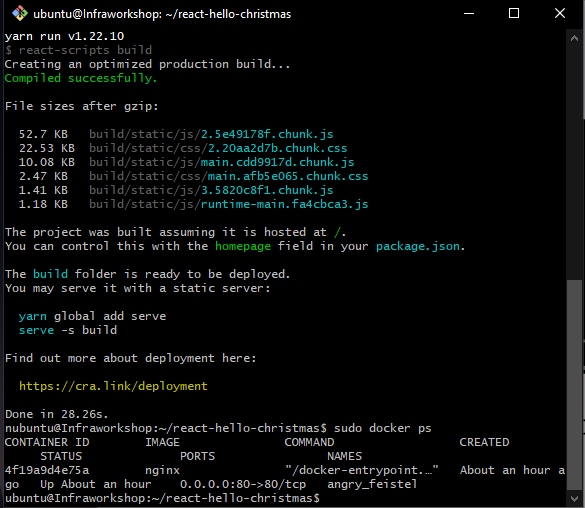 ubuntu@Infraworkshop: ~/react-hello-christmas
yarn run v1.22.10
$ react-scripts build
Creating an optimized production build...
Compiled successfully.
File sizes after gzip:
52.7 KB build/static/js/2.5e49178f.chunk.js
22.53 KB build/static/css/2.20aa2d7b.chunk.css
10.08 KB build/static/js/main.cdd9917d.chunk.js
2.47 KB build/static/css/main.afb5e065.chunk.css
1.41 KB build/static/js/3.5820c8f1.chunk.js
1.18 KB build/static/js/runtime-main.fa4cbca3.js
The project was built assuming it is hosted at /.
You can control this with the homepage field in your package.json.
The build folder is ready to be deployed.
You may serve it with a static server:
yarn global add serve
serve -s build
Find out more about deployment here:
https://cra.link/deployment
Done in 28.26s.
nubuntu@Infraworkshop:~/react-hello-christmas$ sudo docker ps
CONTAINER ID IMAGE COMMAND CREATED
STATUS PORTS NAMES
4f19a9d4e75a nginx "/docker-entrypoint.…" About an hour a
go Up About an hour 0.0.0.0:80->80/tcp angry_feistel
ubuntu@Infraworkshop:~/react-hello-christmas$